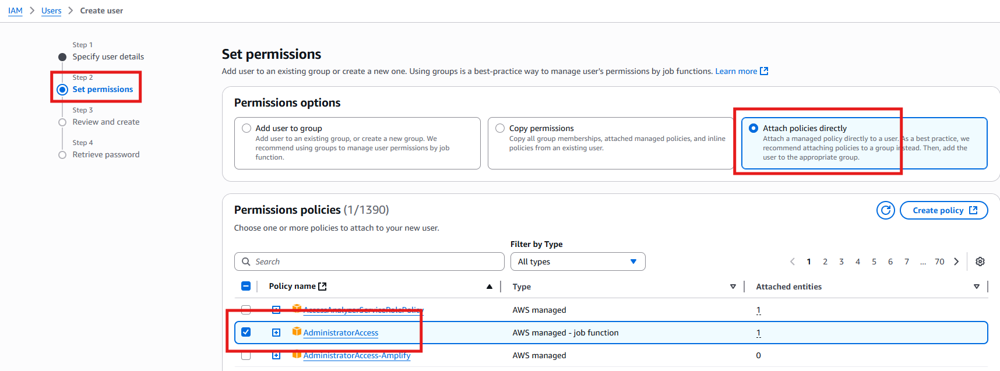 IAM > Users > Create user
Step 1
Specify user details
Step 2
Set permissions
Step 3
Review and create
Step 4
Retrieve password
Set permissions
Add user to an existing group or create a new one. Using groups is a best-practice way to manage user's permissions by job functions. Learn more
Permissions options
Add user to group
Add user to an existing group, or create a new group. We
recommend using groups to manage user permissions by job
function.
Copy permissions
Copy all group memberships, attached managed policies, and inline
policies from an existing user.
Attach policies directly
Attach a managed policy directly to a user. As a best practice, we
recommend attaching policies to a group instead. Then, add the
user to the appropriate group.
Permissions policies (1/1390)
Create policy
Choose one or more policies to attach to your new user.
Filter by Type
Search
All types
1 2 3 4 5 6 7 ... 70
Policy name Type Attached entities
AccessAnalyzerServiceRolePolicy AWS managed 1
AdministratorAccess AWS managed - job function 1
AdministratorAccess-Amplify AWS managed 0